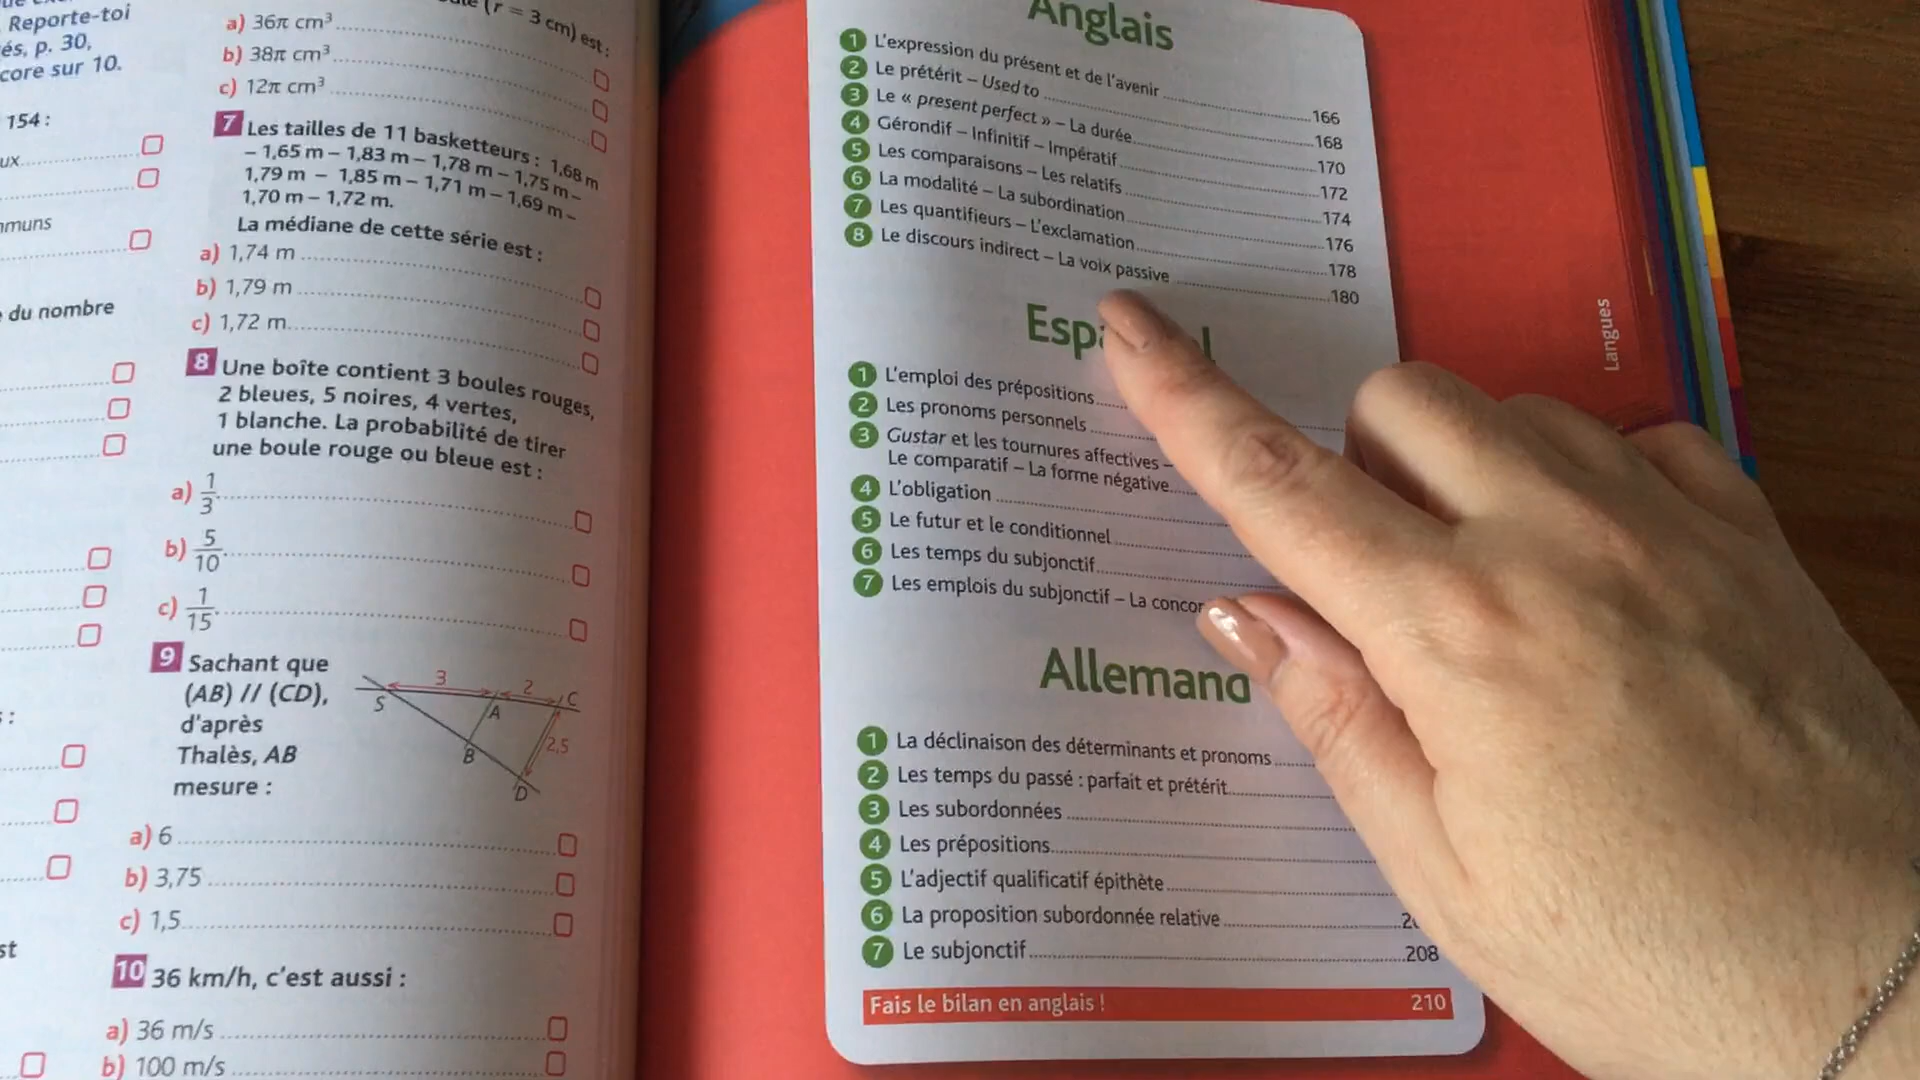 Reporte-toi
és, p. 30,
core sur 10.
154 :
ux
mmuns
du nombre
(r = 3 cm) est :
a) 36π cm³
b) 38π cm³
c) 12π cm³
7 Les tailles de 11 basketteurs : 1,68 m
– 1,65 m – 1,83 m – 1,78 m – 1,75 m –
1,79 m – 1,85 m – 1,71 m – 1,69 m –
1,70 m – 1,72 m.
La médiane de cette série est :
a) 1,74 m
b) 1,79 m
c) 1,72 m
8 Une boîte contient 3 boules rouges,
2 bleues, 5 noires, 4 vertes,
1 blanche. La probabilité de tirer
une boule rouge ou bleue est :
a) 1/3
b) 5/10
c) 1/15
9 Sachant que
(AB) // (CD),
d'après
Thalès, AB
mesure :
3
2
S
A
C
B
2,5
D
a) 6
b) 3,75
c) 1,5
st
10 36 km/h, c'est aussi :
a) 36 m/s
b) 100 m/s
Anglais
1 L'expression du présent et de l'avenir 166
2 Le prétérit – Used to 168
3 Le « present perfect » – La durée 170
4 Gérondif – Infinitif – Impératif 172
5 Les comparaisons – Les relatifs 174
6 La modalité – La subordination 176
7 Les quantifieurs – L'exclamation 178
8 Le discours indirect – La voix passive 180
Esp l
1 L'emploi des prépositions
2 Les pronoms personnels
3 Gustar et les tournures affectives –
Le comparatif – La forme négative
4 L'obligation
5 Le futur et le conditionnel
6 Les temps du subjonctif
7 Les emplois du subjonctif – La concor
Allemand
1 La déclinaison des déterminants et pronoms
2 Les temps du passé : parfait et prétérit
3 Les subordonnées
4 Les prépositions
5 L'adjectif qualificatif épithète
6 La proposition subordonnée relative
7 Le subjonctif 208
Fais le bilan en anglais ! 210
Langues